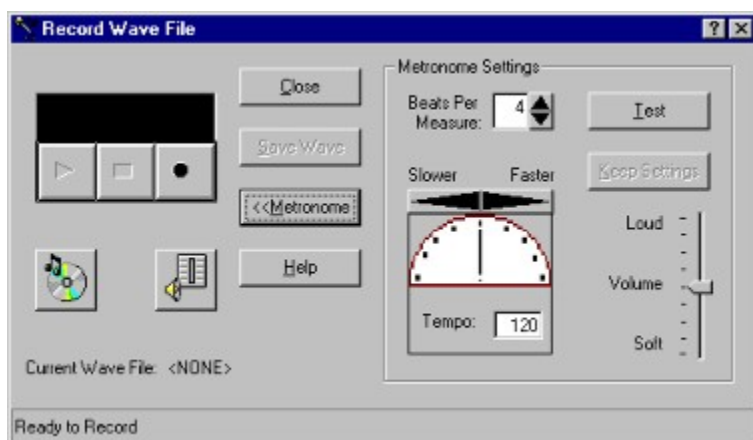 Record Wave File
Close
Save Wave
<<Metronome
Help
Current Wave File: <NONE>
Metronome Settings
Beats Per
Measure:
4
Test
Keep Settings
Slower Faster
Tempo: 120
Loud
Volume
Soft
Ready to Record